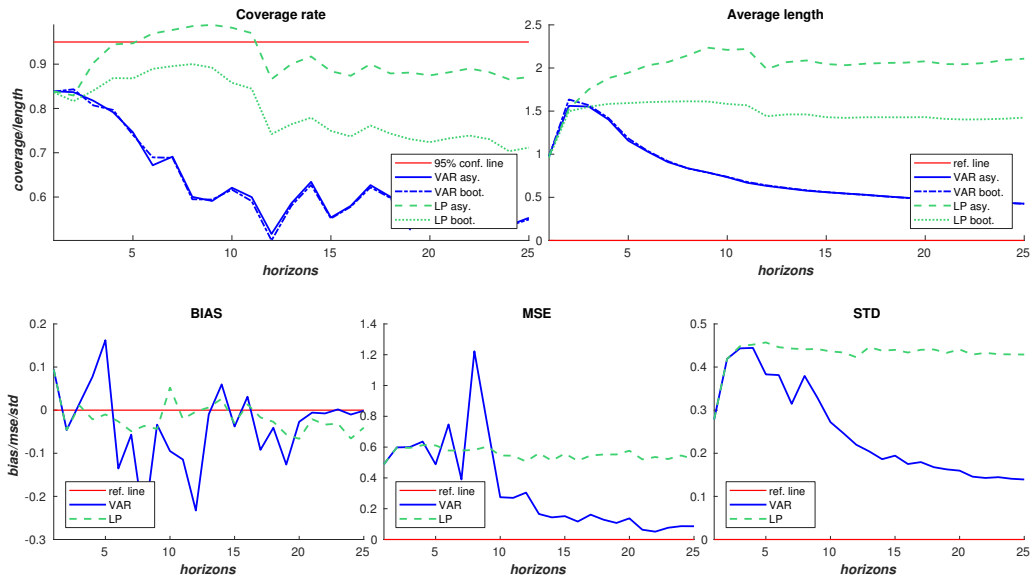 Coverage rate
coverage/length
0.9
0.8
0.7
0.6
5
10
15
20
25
horizons
95% conf. line
VAR asy.
VAR boot.
LP asy.
LP boot.
Average length
2.5
2
1.5
1
0.5
0
5
10
15
20
25
horizons
ref. line
VAR asy.
VAR boot.
LP asy.
LP boot.
BIAS
bias/mse/std
0.2
0.1
0
-0.1
-0.2
-0.3
5
10
15
20
25
horizons
ref. line
VAR
LP
MSE
1.4
1.2
1
0.8
0.6
0.4
0.2
0
5
10
15
20
25
horizons
ref. line
VAR
LP
STD
0.5
0.4
0.3
0.2
0.1
0
5
10
15
20
25
horizons
ref. line
VAR
LP